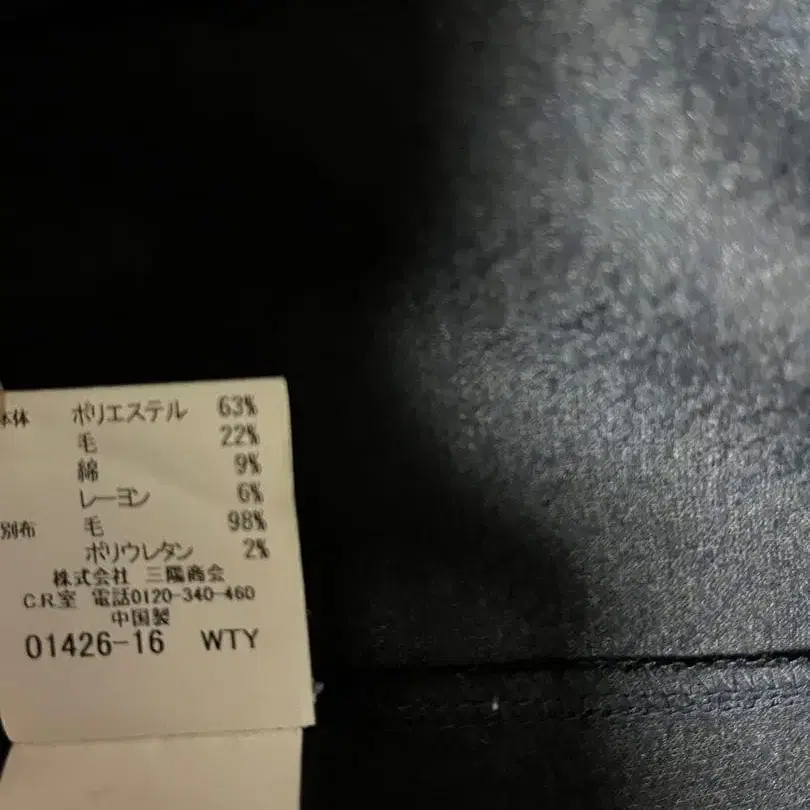 本体 ポリエステル 63%
毛 22%
綿 9%
レーヨン 6%
別布 毛 98%
ポリウレタン 2%
株式会社 三陽商会
C.R.室 電話0120-340-460
中国製
01426-16 WTY